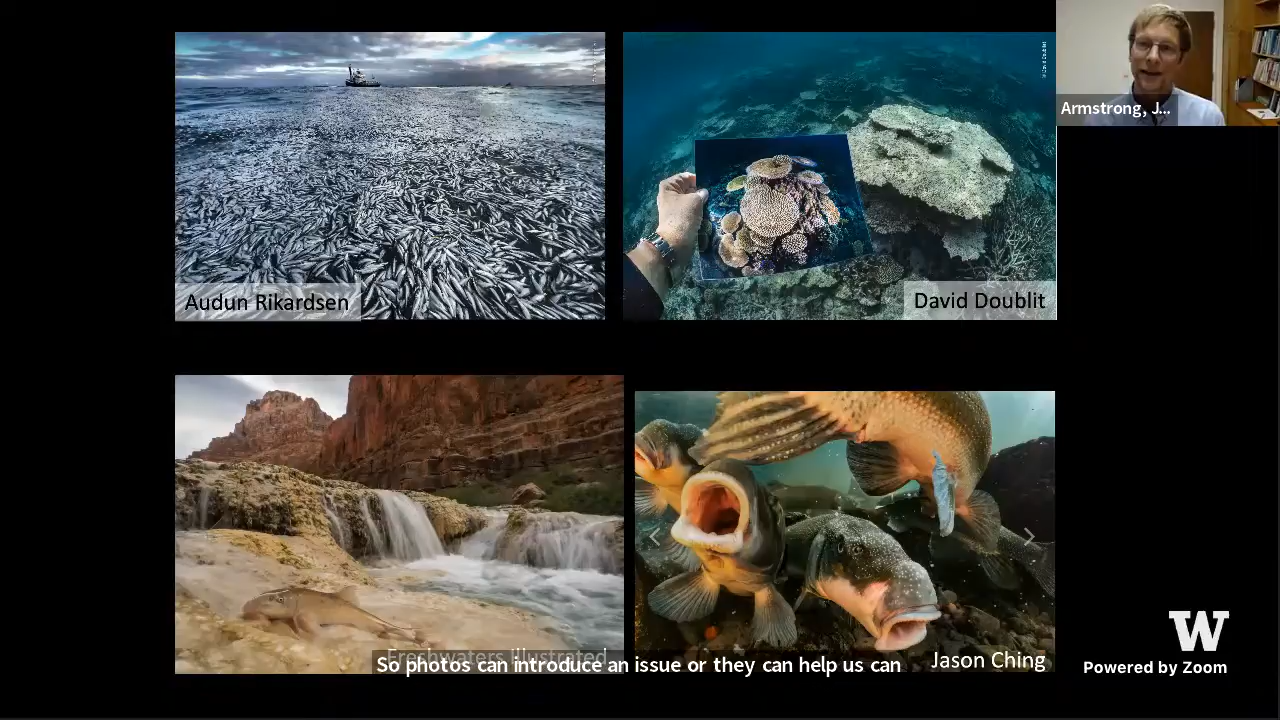 Audun Rikardsen
David Doublit
Armstrong, J...
Freshwaters Illustrated
So photos can introduce an issue or they can help us can
Jason Ching
W
Powered by Zoom